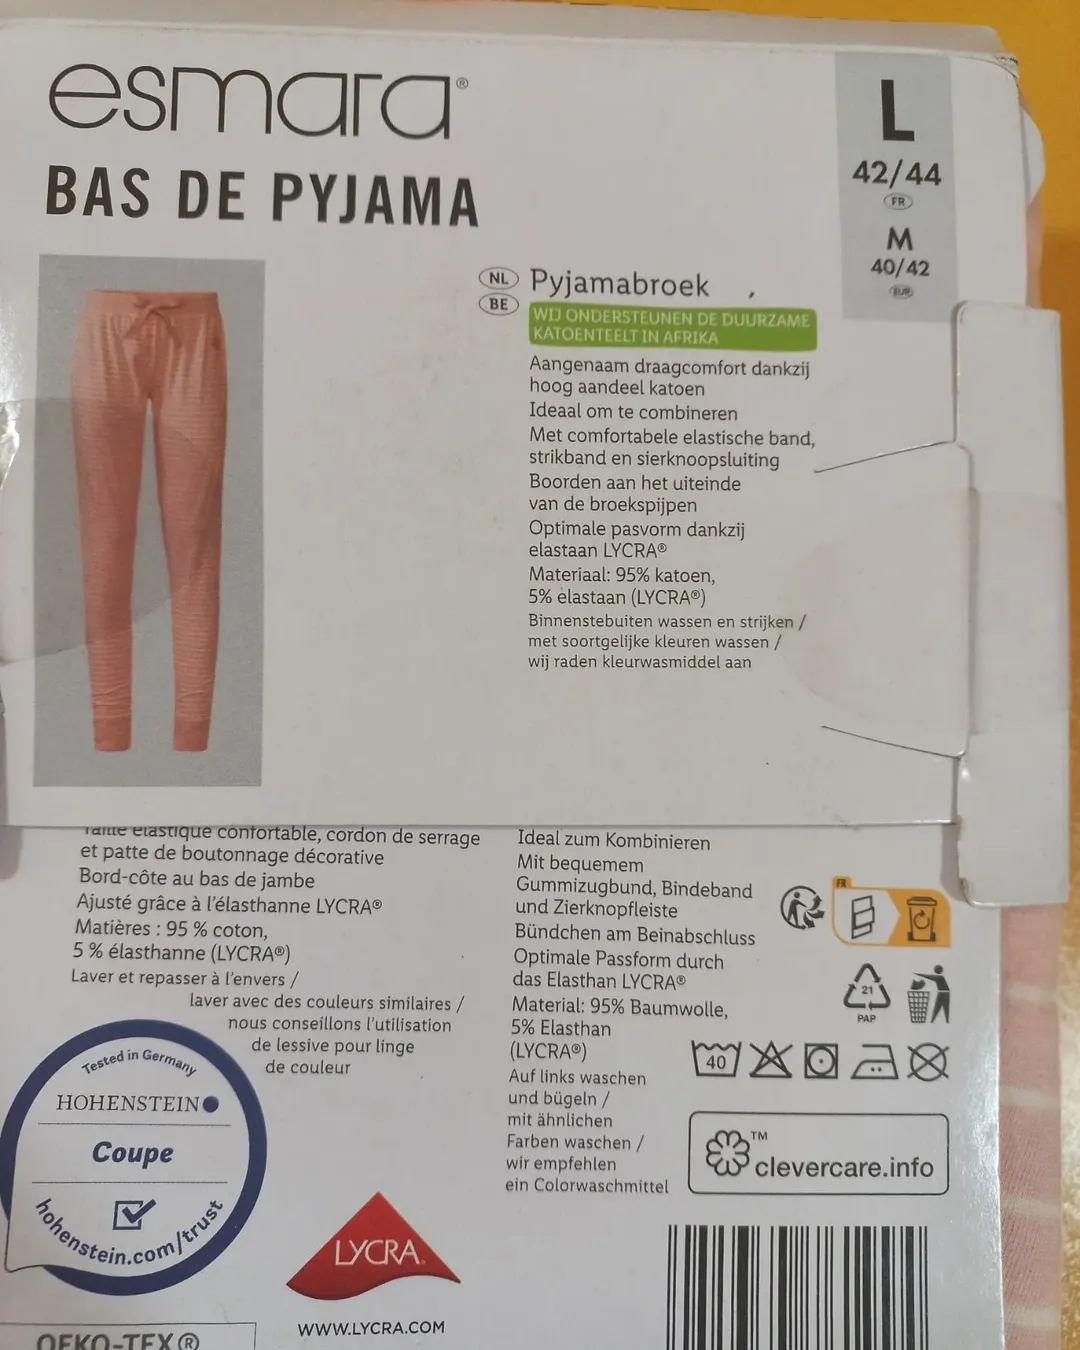 esmara®
BAS DE PYJAMA
L
42/44
FR
M
40/42
EUR
NL
BE
Pyjamabroek
WIJ ONDERSTEUNEN DE DUURZAME
KATOENTEELT IN AFRIKA
Aangenaam draagcomfort dankzij
hoog aandeel katoen
Ideaal om te combineren
Met comfortabele elastische band,
strikband en sierknoopsluiting
Boorden aan het uiteinde
van de broekspijpen
Optimale pasvorm dankzij
elastaan LYCRA®
Materiaal: 95% katoen,
5% elastaan (LYCRA®)
Binnenstebuiten wassen en strijken /
met soortgelijke kleuren wassen /
wij raden kleurwasmiddel aan
Taille élastique confortable, cordon de serrage
et patte de boutonnage décorative
Bord-côte au bas de jambe
Ajusté grâce à l'élasthanne LYCRA®
Matières : 95 % coton,
5 % élasthanne (LYCRA®)
Laver et repasser à l'envers /
laver avec des couleurs similaires /
nous conseillons l'utilisation
de lessive pour linge
de couleur
Ideal zum Kombinieren
Mit bequemem
Gummizugbund, Bindeband
und Zierknopfleiste
Bündchen am Beinabschluss
Optimale Passform durch
das Elasthan LYCRA®
Material: 95% Baumwolle,
5% Elasthan
(LYCRA®)
Auf links waschen
und bügeln /
mit ähnlichen
Farben waschen /
wir empfehlen
ein Colorwaschmittel
FR
21
PAP
40
TM
clevercare.info
Tested in Germany
HOHENSTEIN
Coupe
hohenstein.com/trust
LYCRA®
WWW.LYCRA.COM
OEKO-TEX®